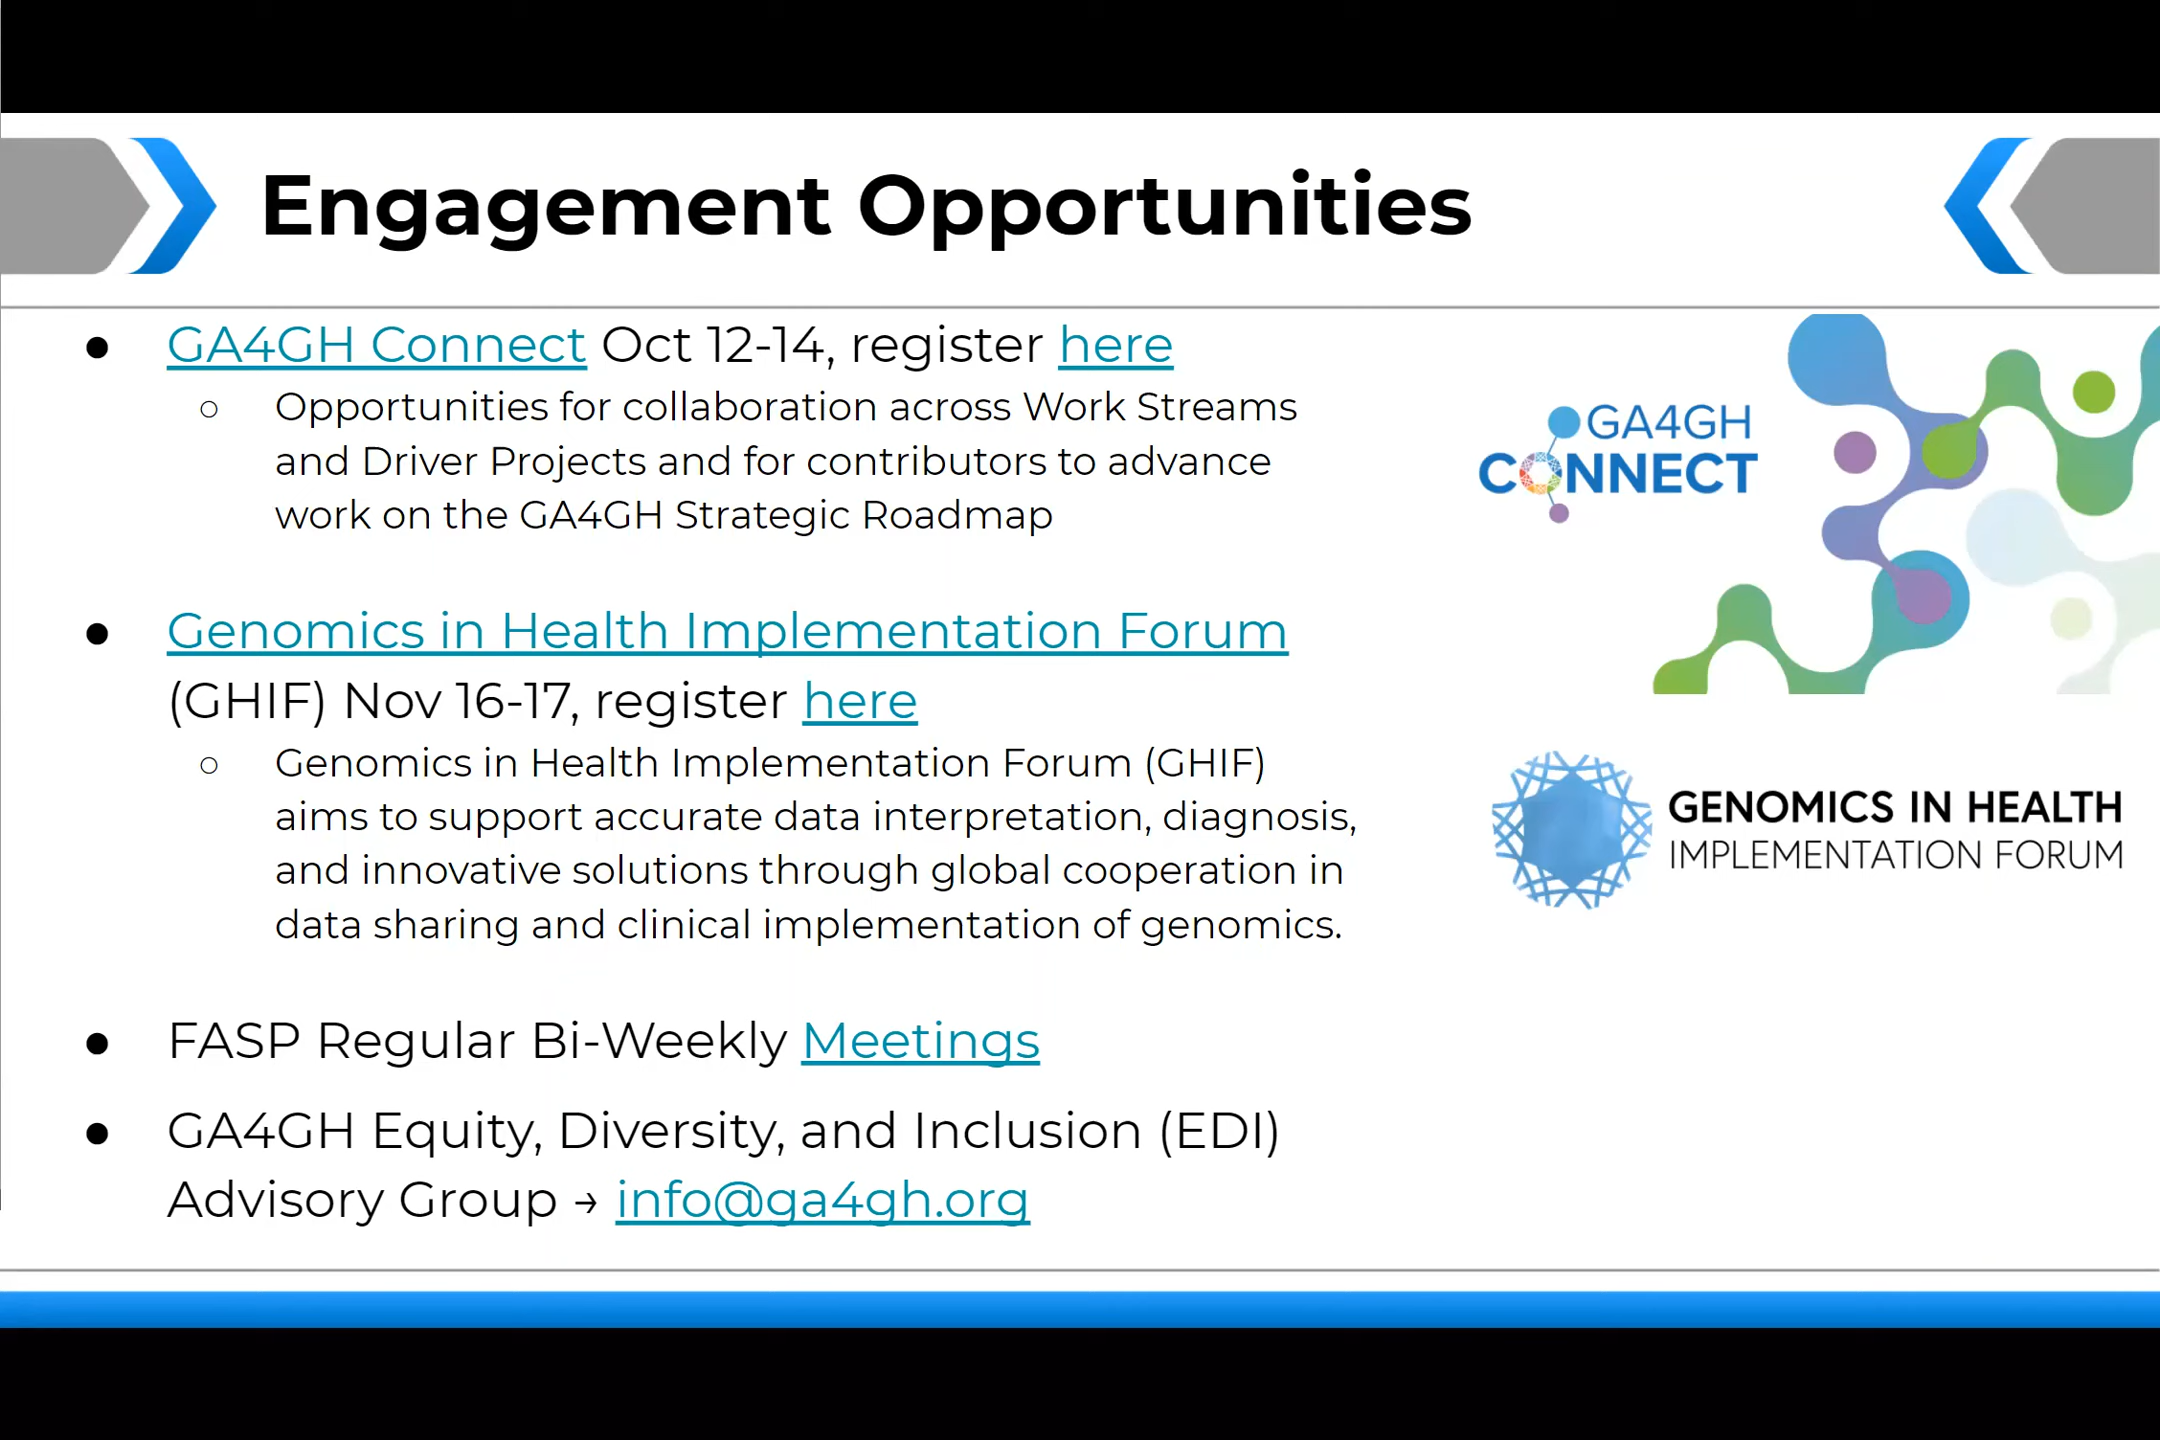 Engagement Opportunities
● GA4GH Connect Oct 12-14, register here
○ Opportunities for collaboration across Work Streams
and Driver Projects and for contributors to advance
work on the GA4GH Strategic Roadmap
GA4GH
CONNECT
● Genomics in Health Implementation Forum
(GHIF) Nov 16-17, register here
○ Genomics in Health Implementation Forum (GHIF)
aims to support accurate data interpretation, diagnosis,
and innovative solutions through global cooperation in
data sharing and clinical implementation of genomics.
GENOMICS IN HEALTH
IMPLEMENTATION FORUM
● FASP Regular Bi-Weekly Meetings
● GA4GH Equity, Diversity, and Inclusion (EDI)
Advisory Group → info@ga4gh.org